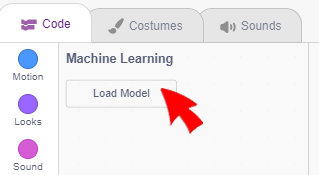 Code Costumes Sounds
Motion
Looks
Sound
Machine Learning
Load Model